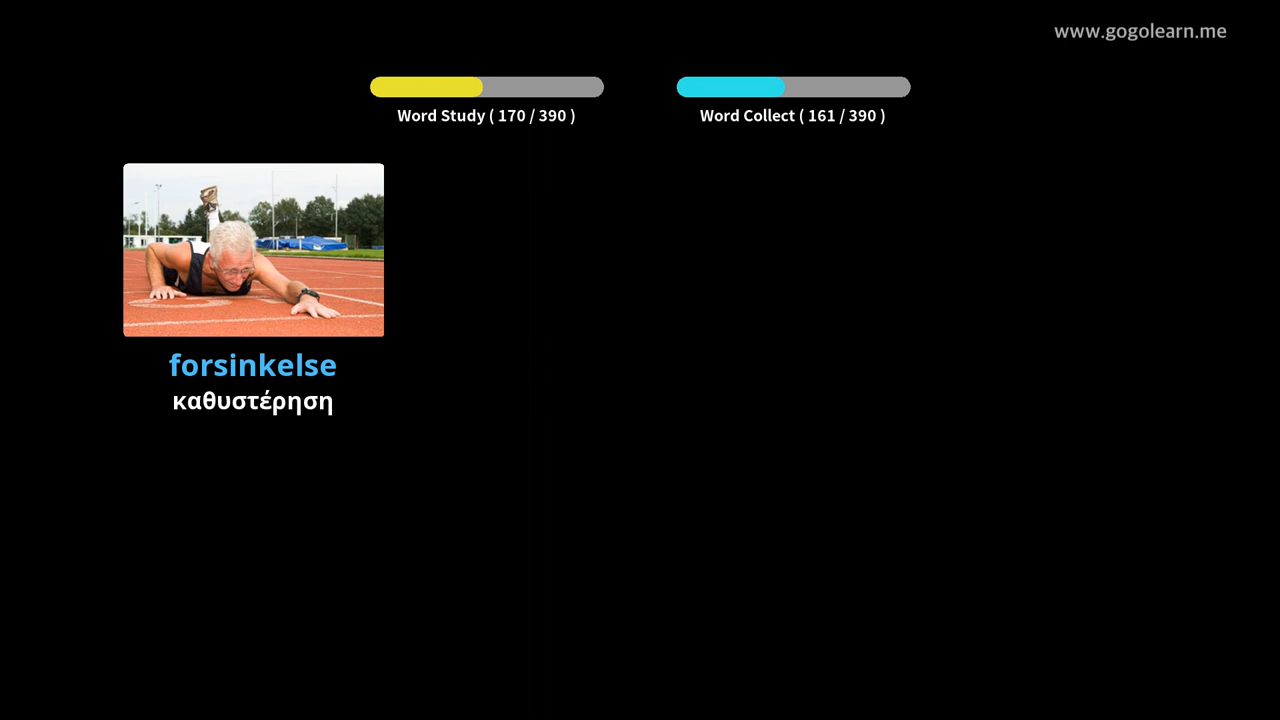 www.gogolearn.me
Word Study ( 170 / 390 )
Word Collect ( 161 / 390 )
forsinkelse
καθυστέρηση